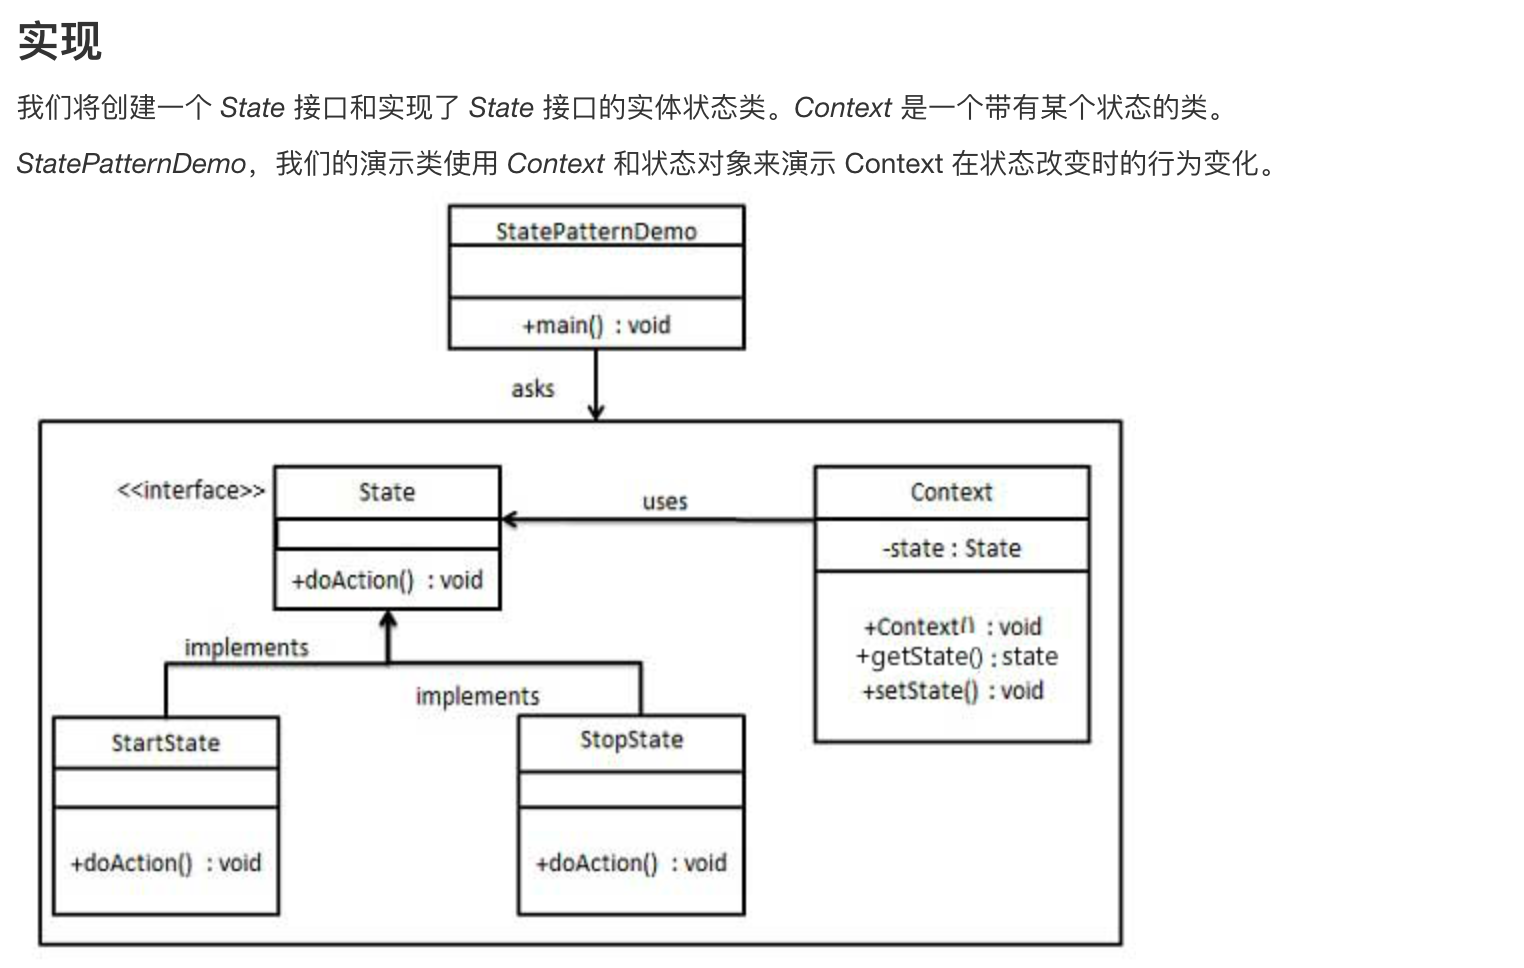 实现
我们将创建一个 State 接口和实现了 State 接口的实体状态类。Context 是一个带有某个状态的类。
StatePatternDemo，我们的演示类使用 Context 和状态对象来演示 Context 在状态改变时的行为变化。
StatePatternDemo
+main() : void
asks
<<interface>>
State
uses
Context
-state : State
+doAction() : void
+Context() : void
+getState() : state
+setState() : void
implements
implements
StartState
StopState
+doAction() : void
+doAction() : void